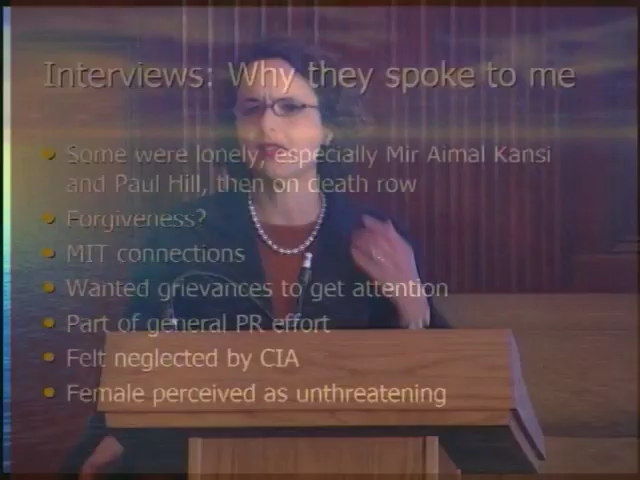 Interviews: Why they spoke to me
Some were lonely, especially Mir Aimal Kansi
and Paul Hill, then on death row
Forgiveness?
MIT connections
Wanted grievances to get attention
Part of general PR effort
Felt neglected by CIA
Female perceived as unthreatening